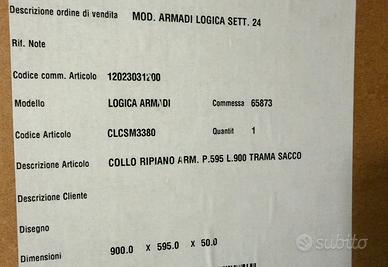 Descrizione ordine di vendita MOD. ARMADI LOGICA SETT. 24
Rif. Note
Codice comm. Articolo 12023031200
Modello LOGICA ARMADI Commessa 65873
Codice Articolo CLCSM3380 Quantit 1
Descrizione Articolo COLLO RIPIANO ARM. P.595 L.900 TRAMA SACCO
Descrizione Cliente
Disegno
Dimensioni 900.0 X 595.0 X 50.0
subito